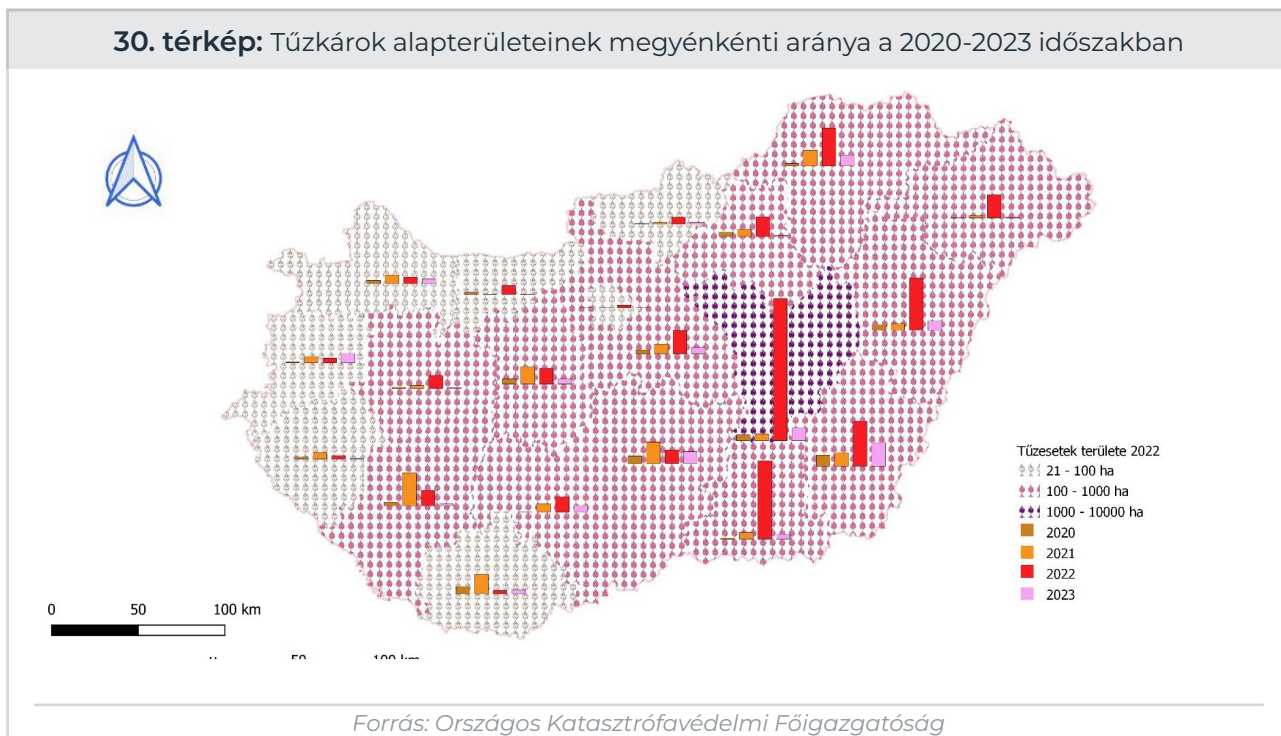 30. térkép: Tűzkárok alapterületeinek megyénkénti aránya a 2020-2023 időszakban
Tűzesetek területe 2022
21 - 100 ha
100 - 1000 ha
1000 - 10000 ha
2020
2021
2022
2023
0 50 100 km
Forrás: Országos Katasztrófavédelmi Főigazgatóság